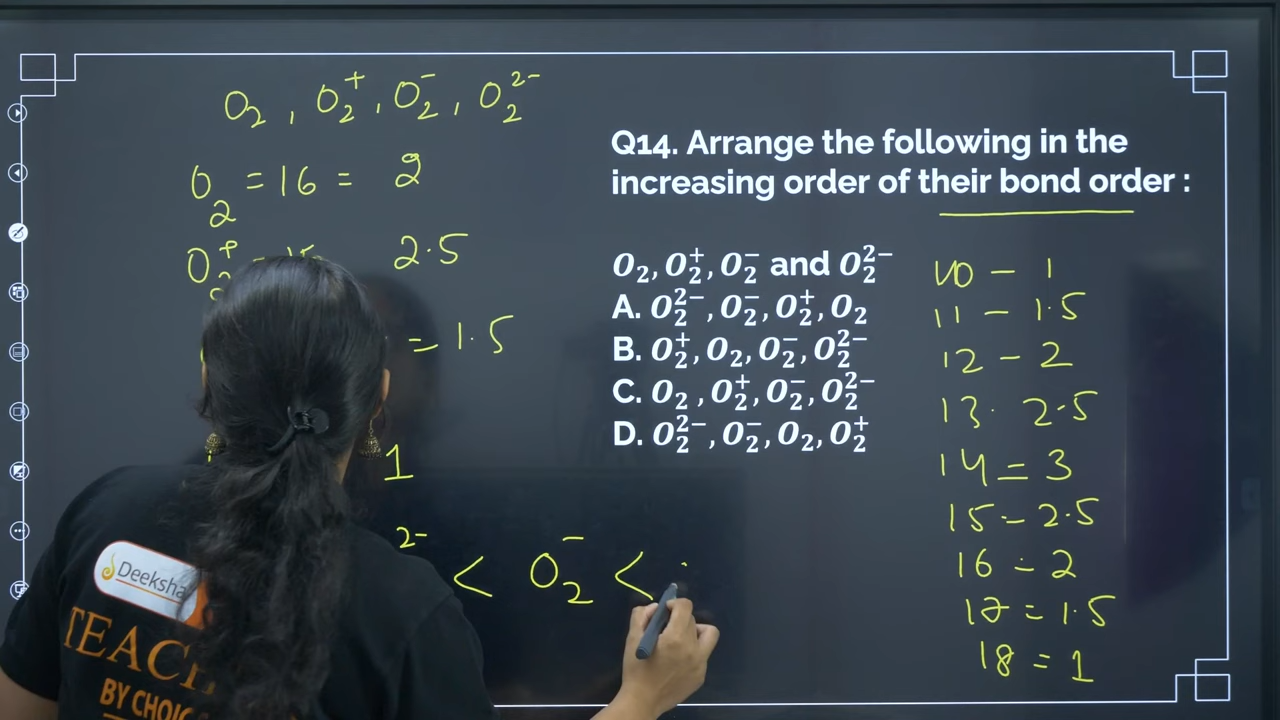 O₂ , O₂⁺ , O₂⁻ , O₂²⁻
O₂ = 16 = 2
O₂⁺ = 15 2.5
= 1.5
1
2- < O₂⁻ <
Q14. Arrange the following in the
increasing order of their bond order :
O₂, O₂⁺, O₂⁻ and O₂²⁻
A. O₂²⁻, O₂⁻, O₂⁺, O₂
B. O₂⁺, O₂, O₂⁻, O₂²⁻
C. O₂ , O₂⁺, O₂⁻, O₂²⁻
D. O₂²⁻, O₂⁻, O₂, O₂⁺
10 - 1
11 - 1.5
12 - 2
13. 2.5
14 = 3
15 - 2.5
16 = 2
17 = 1.5
18 = 1
Deeksha
TEAC
BY CHOIC